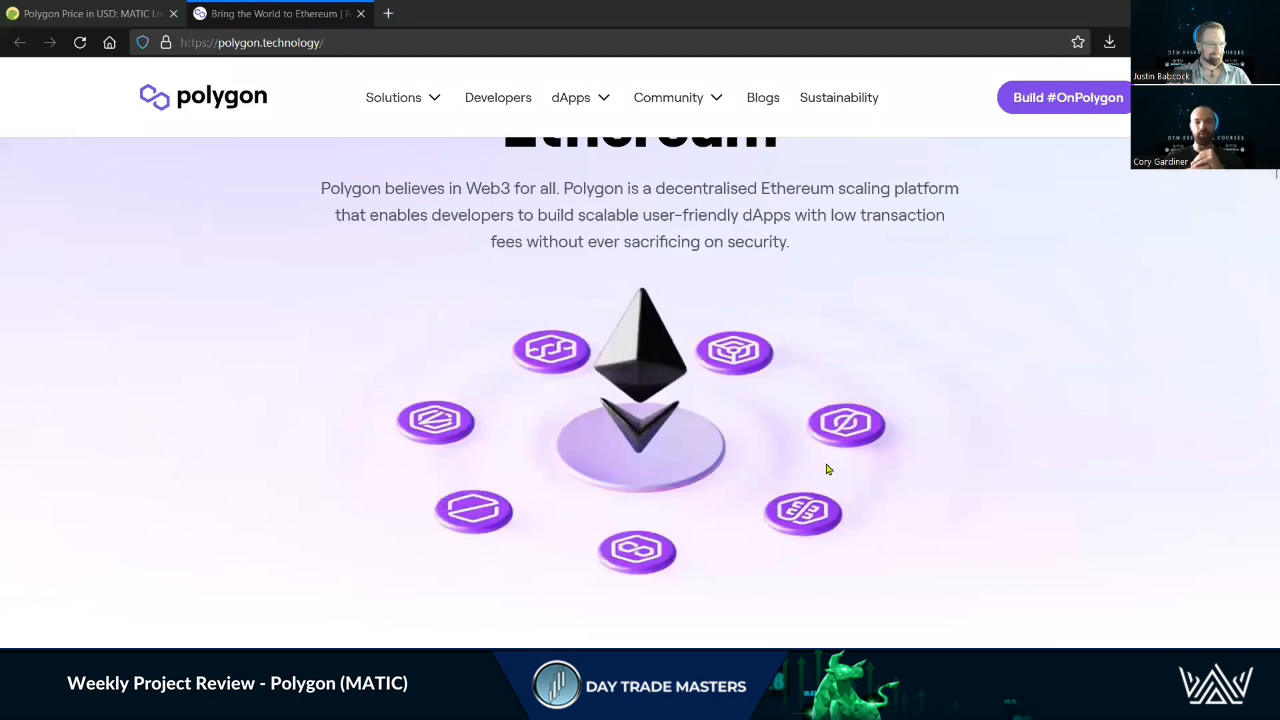 Polygon Price in USD: MATIC Li
Bring the World to Ethereum | P
https://polygon.technology/
Justin Babcock
Cory Gardiner
polygon
Solutions
Developers
dApps
Community
Blogs
Sustainability
Build #OnPolygon
Ethereum
Polygon believes in Web3 for all. Polygon is a decentralised Ethereum scaling platform
that enables developers to build scalable user-friendly dApps with low transaction
fees without ever sacrificing on security.
Weekly Project Review - Polygon (MATIC)
DAY TRADE MASTERS